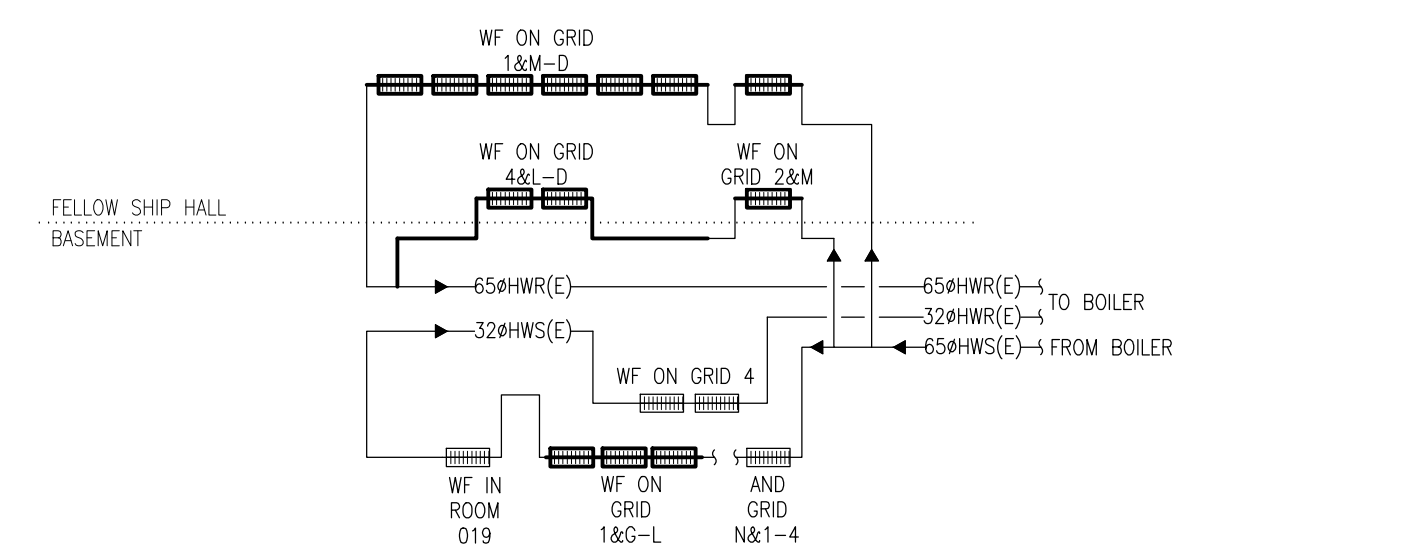 WF ON GRID
1&M-D
WF ON GRID
4&L-D
WF ON
GRID 2&M
FELLOW SHIP HALL
BASEMENT
65øHWR(E)
65øHWR(E)
TO BOILER
32øHWR(E)
32øHWS(E)
65øHWS(E)
FROM BOILER
WF ON GRID 4
WF IN
ROOM
019
WF ON
GRID
1&G-L
AND
GRID
N&1-4